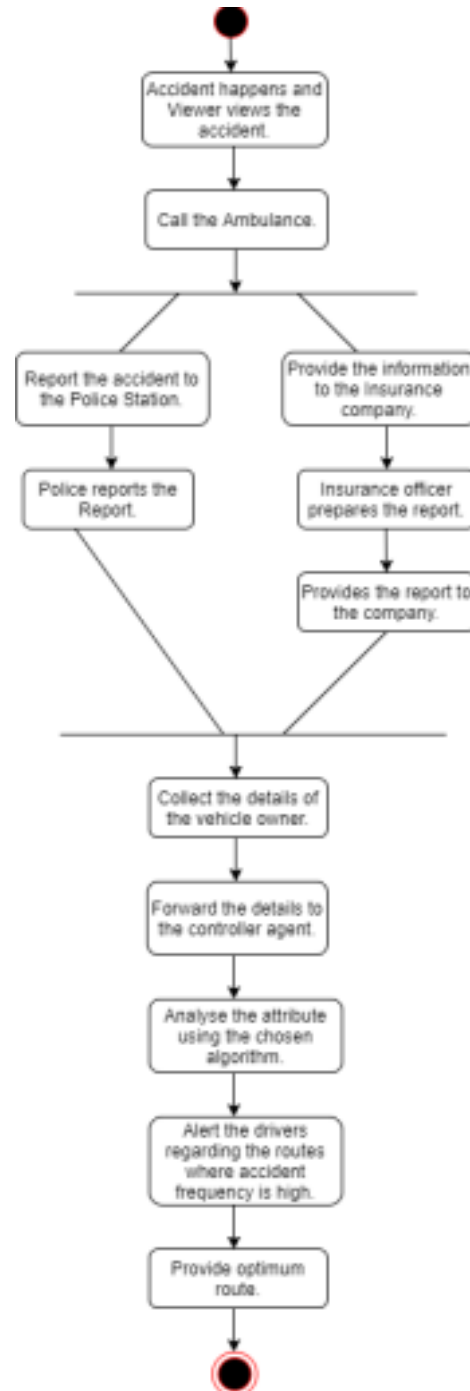 Accident happens and
Viewer views the
accident.
Call the Ambulance.
Report the accident to
the Police Station.
Provide the information
to the Insurance
company.
Police reports the
Report.
Insurance officer
prepares the report.
Provides the report to
the company.
Collect the details of
the vehicle owner.
Forward the details to
the controller agent.
Analyse the attribute
using the chosen
algorithm.
Alert the drivers
regarding the routes
where accident
frequency is high.
Provide optimum
route.